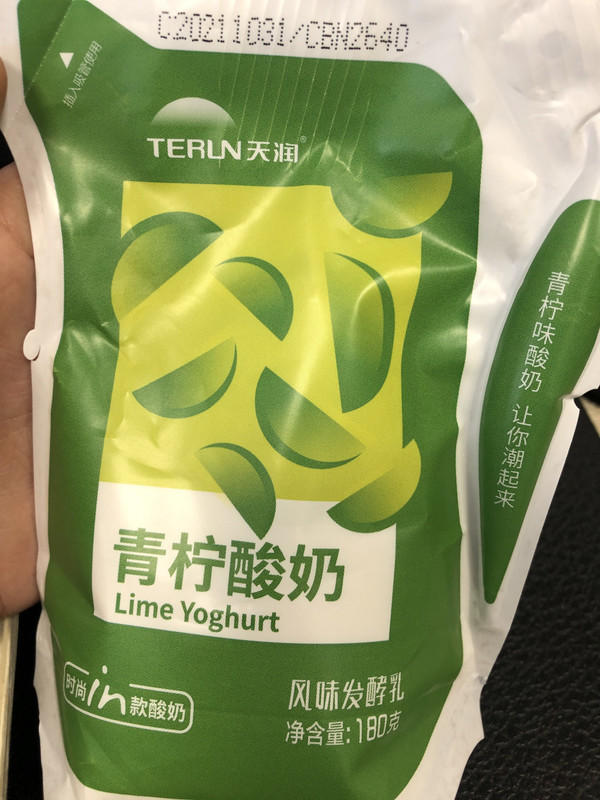 C20211031/CBN2640
插入吸管使用
TERUN天润®
青柠味酸奶 让你潮起来
青柠酸奶
Lime Yoghurt
时尚in款酸奶
风味发酵乳
净含量:180克